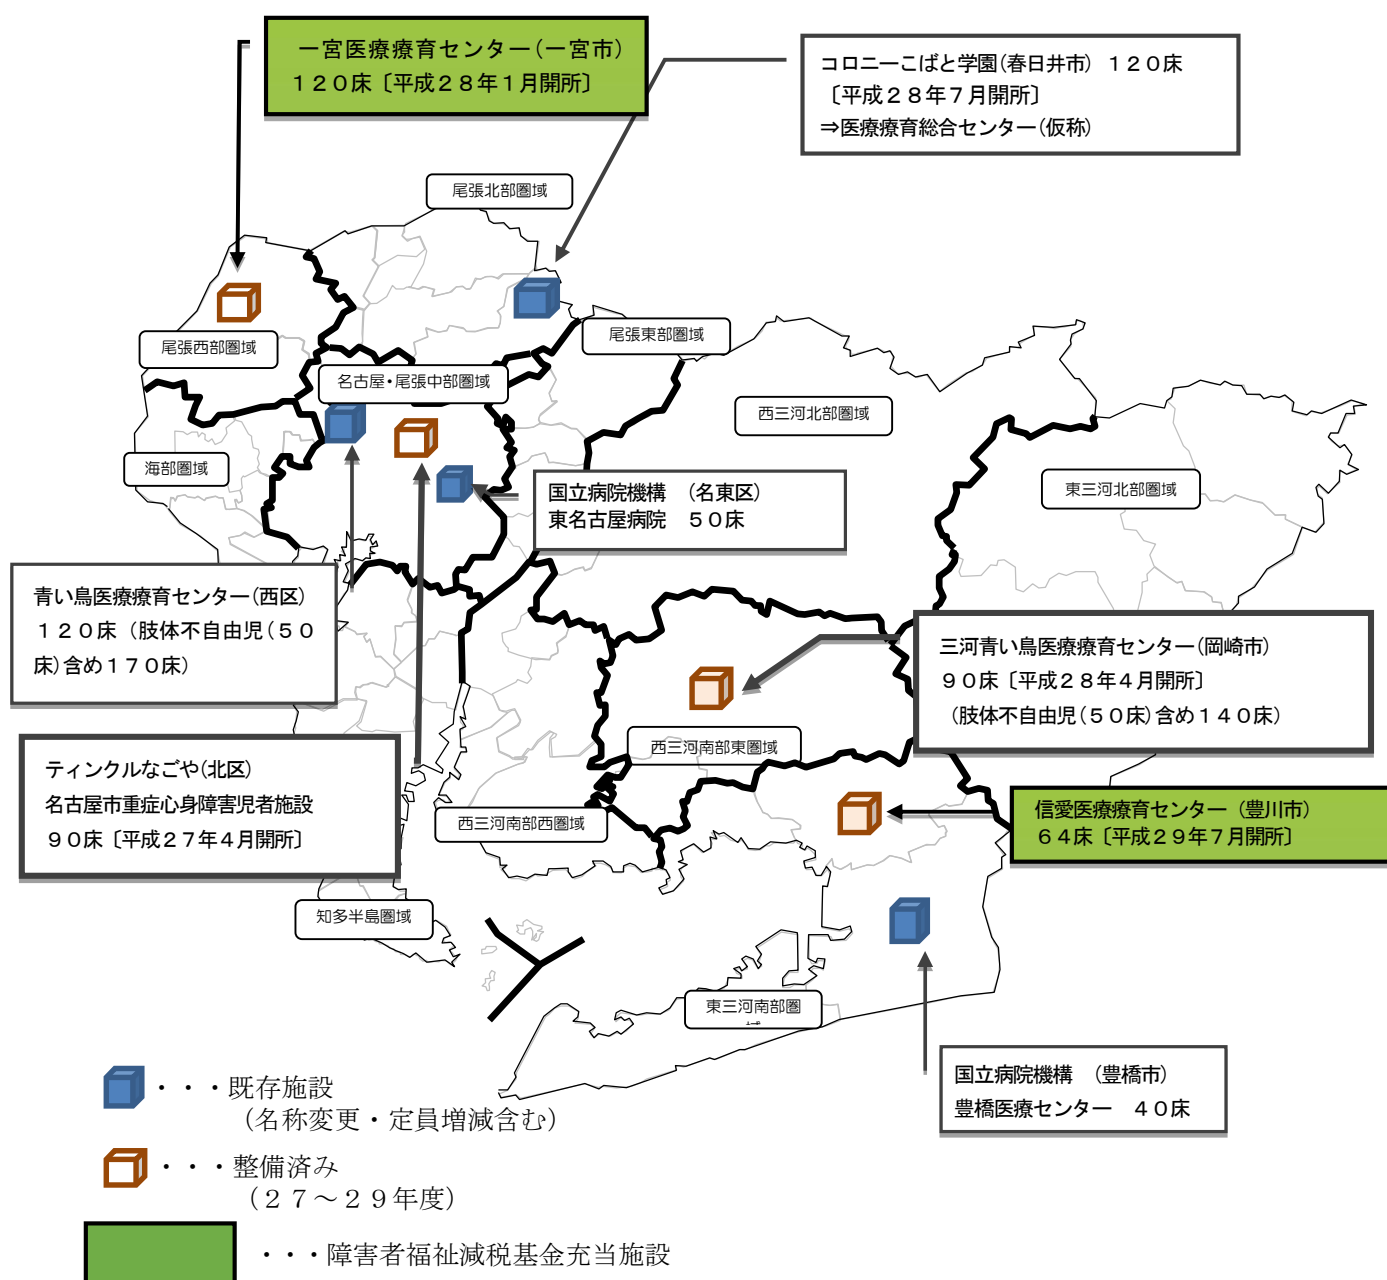 一宮医療療育センター(一宮市)
１２０床〔平成２８年１月開所〕
コロニーこばと学園(春日井市) １２０床
〔平成２８年７月開所〕
⇒医療療育総合センター(仮称)
尾張北部圏域
尾張西部圏域
尾張東部圏域
名古屋・尾張中部圏域
西三河北部圏域
海部圏域
東三河北部圏域
国立病院機構 （名東区）
東名古屋病院 ５０床
青い鳥医療療育センター(西区)
１２０床（肢体不自由児(５０
床)含め１７０床）
三河青い鳥医療療育センター(岡崎市)
９０床〔平成２８年４月開所〕
（肢体不自由児(５０床)含め１４０床）
西三河南部東圏域
ティンクルなごや(北区)
名古屋市重症心身障害児者施設
９０床〔平成２７年４月開所〕
西三河南部西圏域
信愛医療療育センター（豊川市）
６４床〔平成２９年７月開所〕
知多半島圏域
東三河南部圏
国立病院機構 （豊橋市）
豊橋医療センター ４０床
・・・既存施設
（名称変更・定員増減含む）
・・・整備済み
（２７～２９年度）
・・・障害者福祉減税基金充当施設